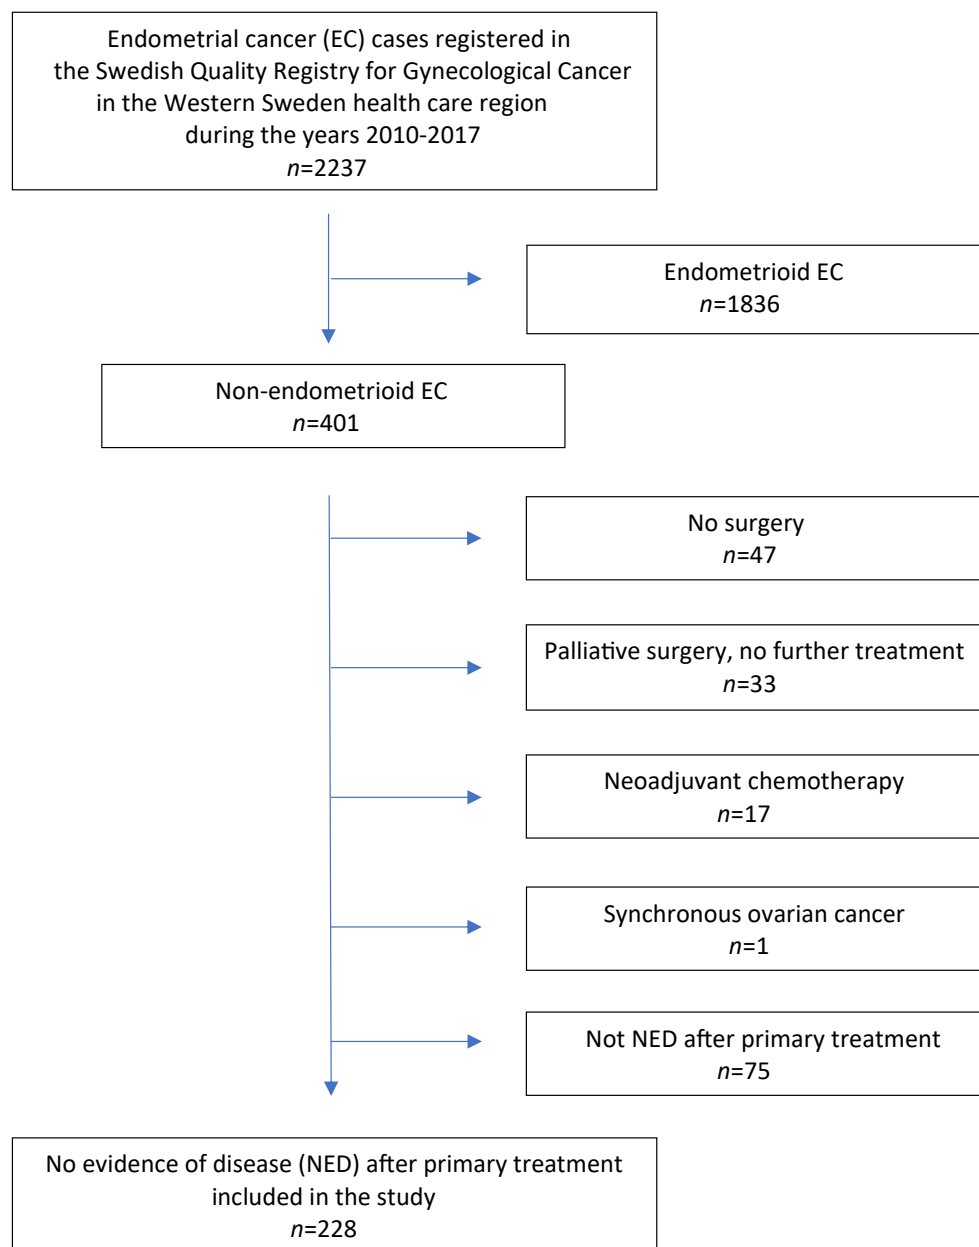 Endometrial cancer (EC) cases registered in
the Swedish Quality Registry for Gynecological Cancer
in the Western Sweden health care region
during the years 2010-2017
n=2237
Endometrioid EC
n=1836
Non-endometrioid EC
n=401
No surgery
n=47
Palliative surgery, no further treatment
n=33
Neoadjuvant chemotherapy
n=17
Synchronous ovarian cancer
n=1
Not NED after primary treatment
n=75
No evidence of disease (NED) after primary treatment
included in the study
n=228